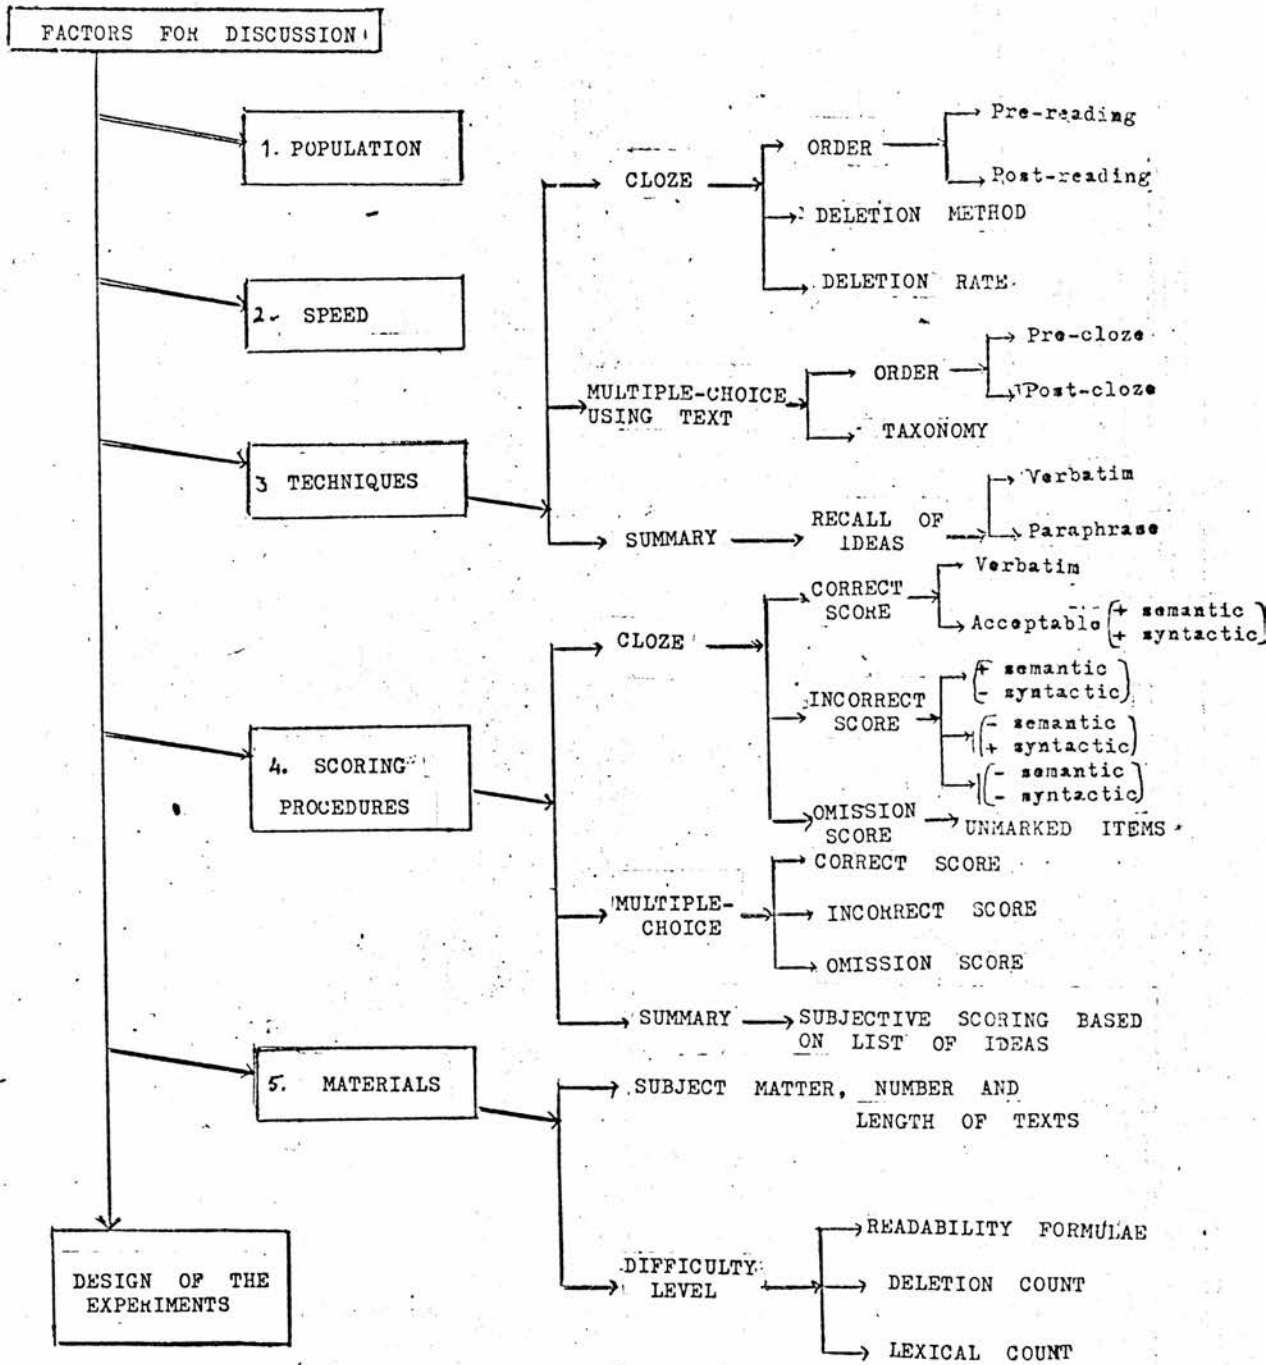 FACTORS FOR DISCUSSION
1. POPULATION
2. SPEED
3 TECHNIQUES
CLOZE
ORDER
Pre-reading
Post-reading
DELETION METHOD
DELETION RATE
MULTIPLE-CHOICE
USING TEXT
ORDER
Pre-cloze
Post-cloze
TAXONOMY
SUMMARY
RECALL OF
IDEAS
Verbatim
Paraphrase
4. SCORING
PROCEDURES
CLOZE
CORRECT
SCORE
Verbatim
Acceptable (+ semantic
+ syntactic)
INCORRECT
SCORE
(+ semantic
- syntactic)
(- semantic
+ syntactic)
(- semantic
- syntactic)
OMISSION
SCORE
UNMARKED ITEMS
MULTIPLE-
CHOICE
CORRECT SCORE
INCORRECT SCORE
OMISSION SCORE
SUMMARY
SUBJECTIVE SCORING BASED
ON LIST OF IDEAS
5. MATERIALS
SUBJECT MATTER, NUMBER AND
LENGTH OF TEXTS
DIFFICULTY
LEVEL
READABILITY FORMULAE
DELETION COUNT
LEXICAL COUNT
DESIGN OF THE
EXPERIMENTS